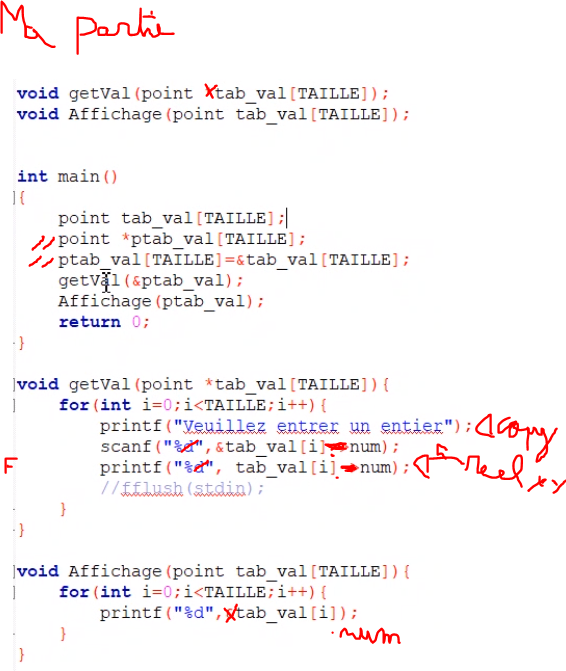 Ma partie
void getVal(point *tab_val[TAILLE]);
void Affichage(point tab_val[TAILLE]);
int main()
{
    point tab_val[TAILLE];
//  point *ptab_val[TAILLE];
//  ptab_val[TAILLE]=&tab_val[TAILLE];
    getVal(&ptab_val);
    Affichage(ptab_val);
    return 0;
}
void getVal(point *tab_val[TAILLE]){
    for(int i=0;i<TAILLE;i++){
        printf("Veuillez entrer un entier"); copy
        scanf("%d",&tab_val[i]->num);
F       printf("%d", tab_val[i]->num); reel xy
        //fflush(stdin);
    }
}
void Affichage(point tab_val[TAILLE]){
    for(int i=0;i<TAILLE;i++){
        printf("%d",*tab_val[i]);
    } .num
}